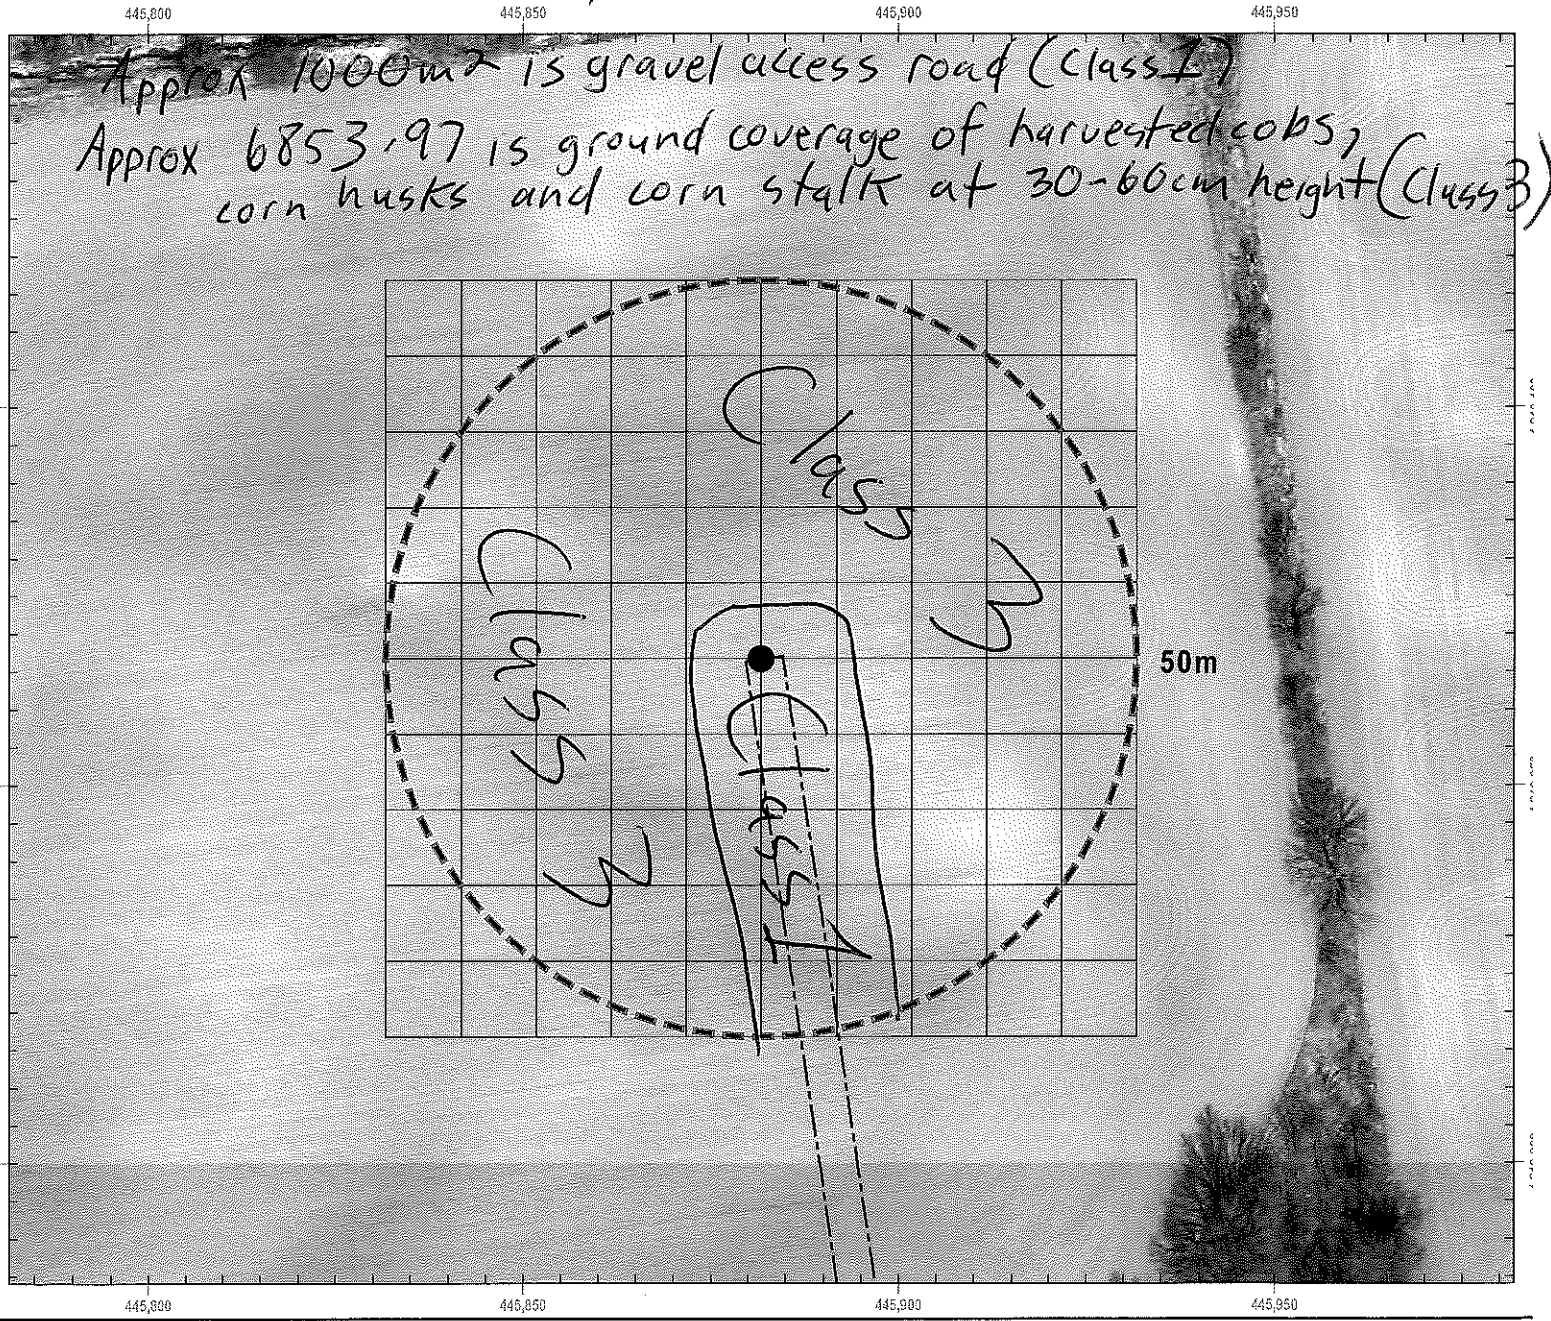 445,800 445,850 445,900 445,950
Approx 1000m² is gravel access road (Class 1)
Approx 6853.97 is ground coverage of harvested cobs,
corn husks and corn stalk at 30-60cm height (Class 3)
Class 3
Class 3
50m
Class 1
445,800 445,850 445,900 445,950